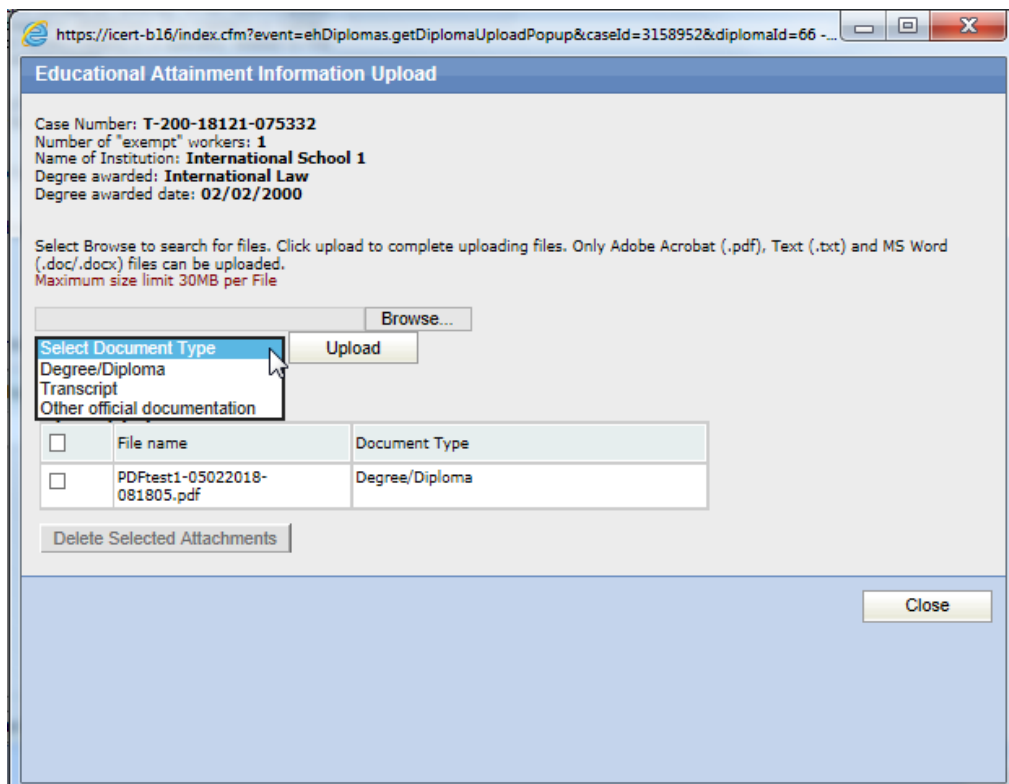 https://icert-b16/index.cfm?event=ehDiplomas.getDiplomaUploadPopup&caseId=3158952&diplomaId=66 -...
Educational Attainment Information Upload
Case Number: T-200-18121-075332
Number of "exempt" workers: 1
Name of Institution: International School 1
Degree awarded: International Law
Degree awarded date: 02/02/2000
Select Browse to search for files. Click upload to complete uploading files. Only Adobe Acrobat (.pdf), Text (.txt) and MS Word
(.doc/.docx) files can be uploaded.
Maximum size limit 30MB per File
Browse...
Select Document Type
Upload
Degree/Diploma
Transcript
Other official documentation
File name
Document Type
PDFtest1-05022018-
081805.pdf
Degree/Diploma
Delete Selected Attachments
Close